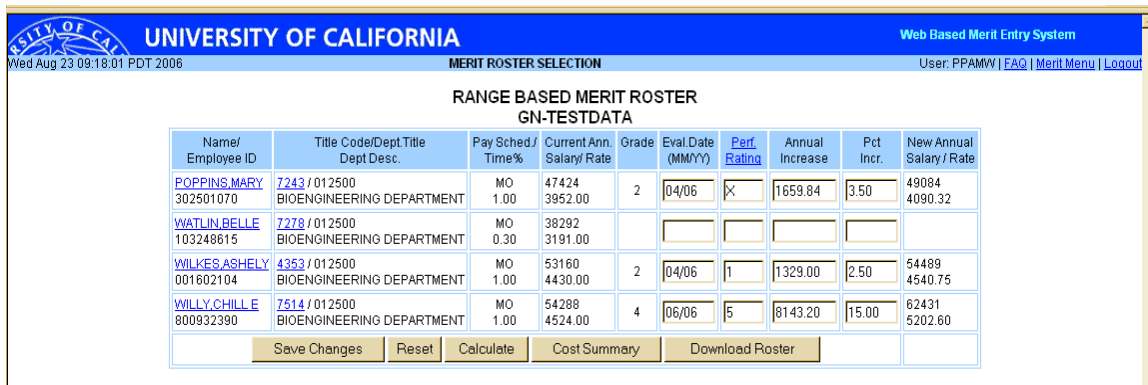 SITY OF CAL
UNIVERSITY OF CALIFORNIA
Web Based Merit Entry System
Wed Aug 23 09:18:01 PDT 2006
MERIT ROSTER SELECTION
User: PPAMW | FAQ | Merit Menu | Logout
RANGE BASED MERIT ROSTER
GN-TESTDATA
Name/ Title Code/Dept.Title Pay Sched./ Current Ann. Grade Eval.Date Perf. Annual Pct New Annual
Employee ID Dept Desc. Time% Salary/ Rate (MM/YY) Rating Increase Incr. Salary / Rate
POPPINS,MARY 7243 / 012500 MO 47424 2 04/06 X 1659.84 3.50 49084
302501070 BIOENGINEERING DEPARTMENT 1.00 3952.00 4090.32
WATLIN,BELLE 7278 / 012500 MO 38292
103248615 BIOENGINEERING DEPARTMENT 0.30 3191.00
WILKES,ASHELY 4353 / 012500 MO 53160 2 04/06 1 1329.00 2.50 54489
001602104 BIOENGINEERING DEPARTMENT 1.00 4430.00 4540.75
WILLY,CHILL E 7514 / 012500 MO 54288 4 06/06 5 8143.20 15.00 62431
800932390 BIOENGINEERING DEPARTMENT 1.00 4524.00 5202.60
Save Changes Reset Calculate Cost Summary Download Roster